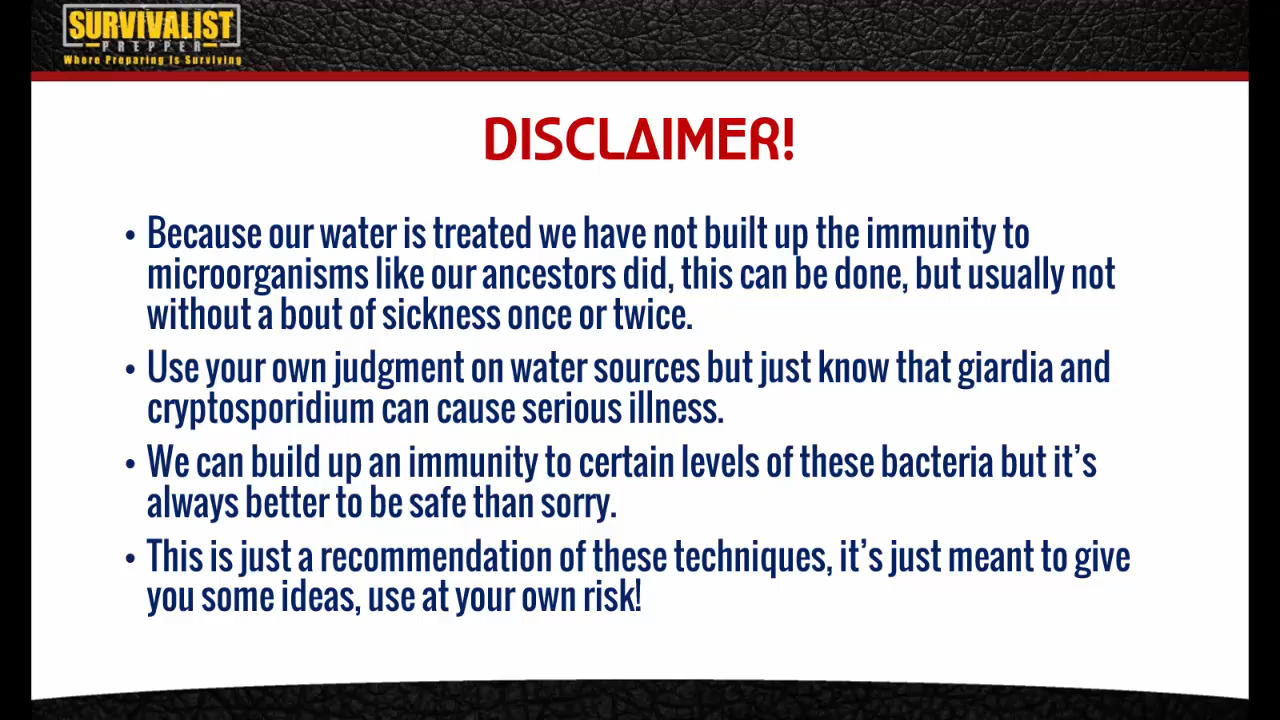 SURVIVALIST
PREPPER
Where Preparing Is Surviving
DISCLAIMER!
• Because our water is treated we have not built up the immunity to
microorganisms like our ancestors did, this can be done, but usually not
without a bout of sickness once or twice.
• Use your own judgment on water sources but just know that giardia and
cryptosporidium can cause serious illness.
• We can build up an immunity to certain levels of these bacteria but it’s
always better to be safe than sorry.
• This is just a recommendation of these techniques, it’s just meant to give
you some ideas, use at your own risk!